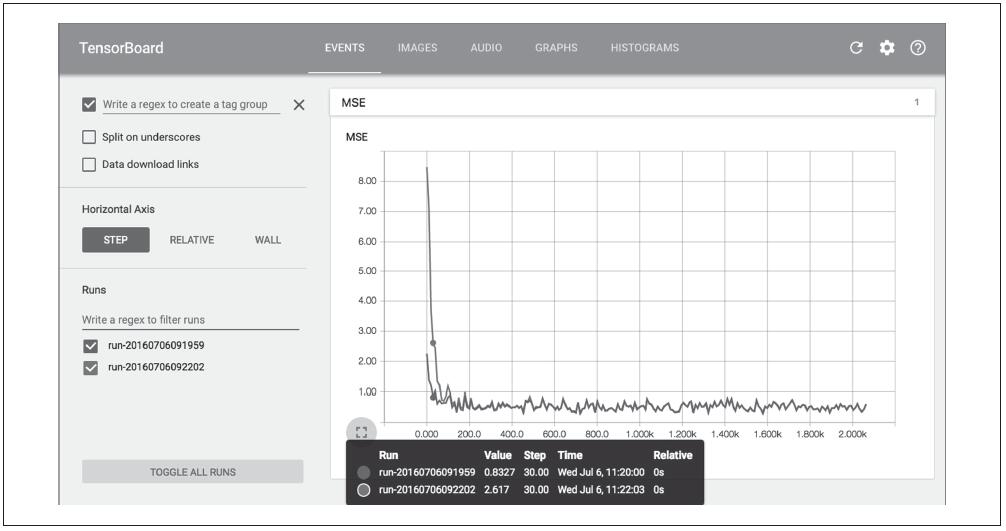 TensorBoard EVENTS IMAGES AUDIO GRAPHS HISTOGRAMS
Write a regex to create a tag group
Split on underscores
Data download links
Horizontal Axis
STEP RELATIVE WALL
Runs
Write a regex to filter runs
run-20160706091959
run-20160706092202
TOGGLE ALL RUNS
MSE 1
MSE
8.00
7.00
6.00
5.00
4.00
3.00
2.00
1.00
0.000 200.0 400.0 600.0 800.0 1.000k 1.200k 1.400k 1.600k 1.800k 2.000k
Run Value Step Time Relative
run-20160706091959 0.8327 30.00 Wed Jul 6, 11:20:00 0s
run-20160706092202 2.617 30.00 Wed Jul 6, 11:22:03 0s